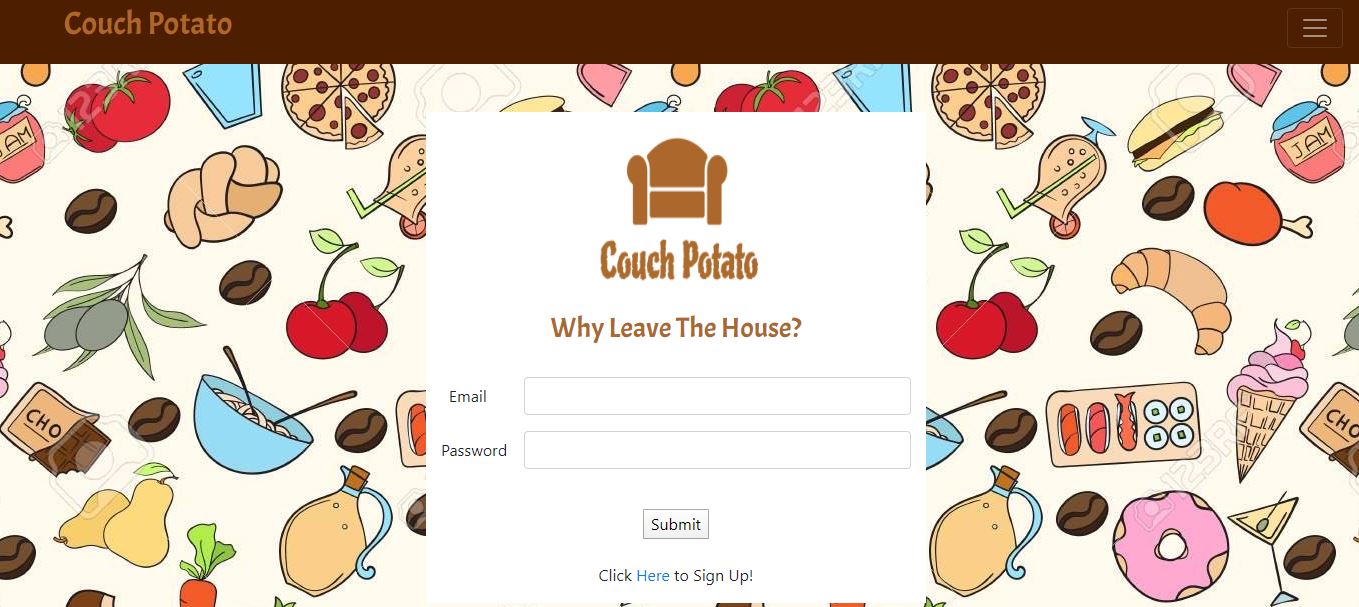 Couch Potato
JAM
JAM
Couch Potato
Why Leave The House?
CHO
CHO
Email
Password
Submit
Click Here to Sign Up!
123RF